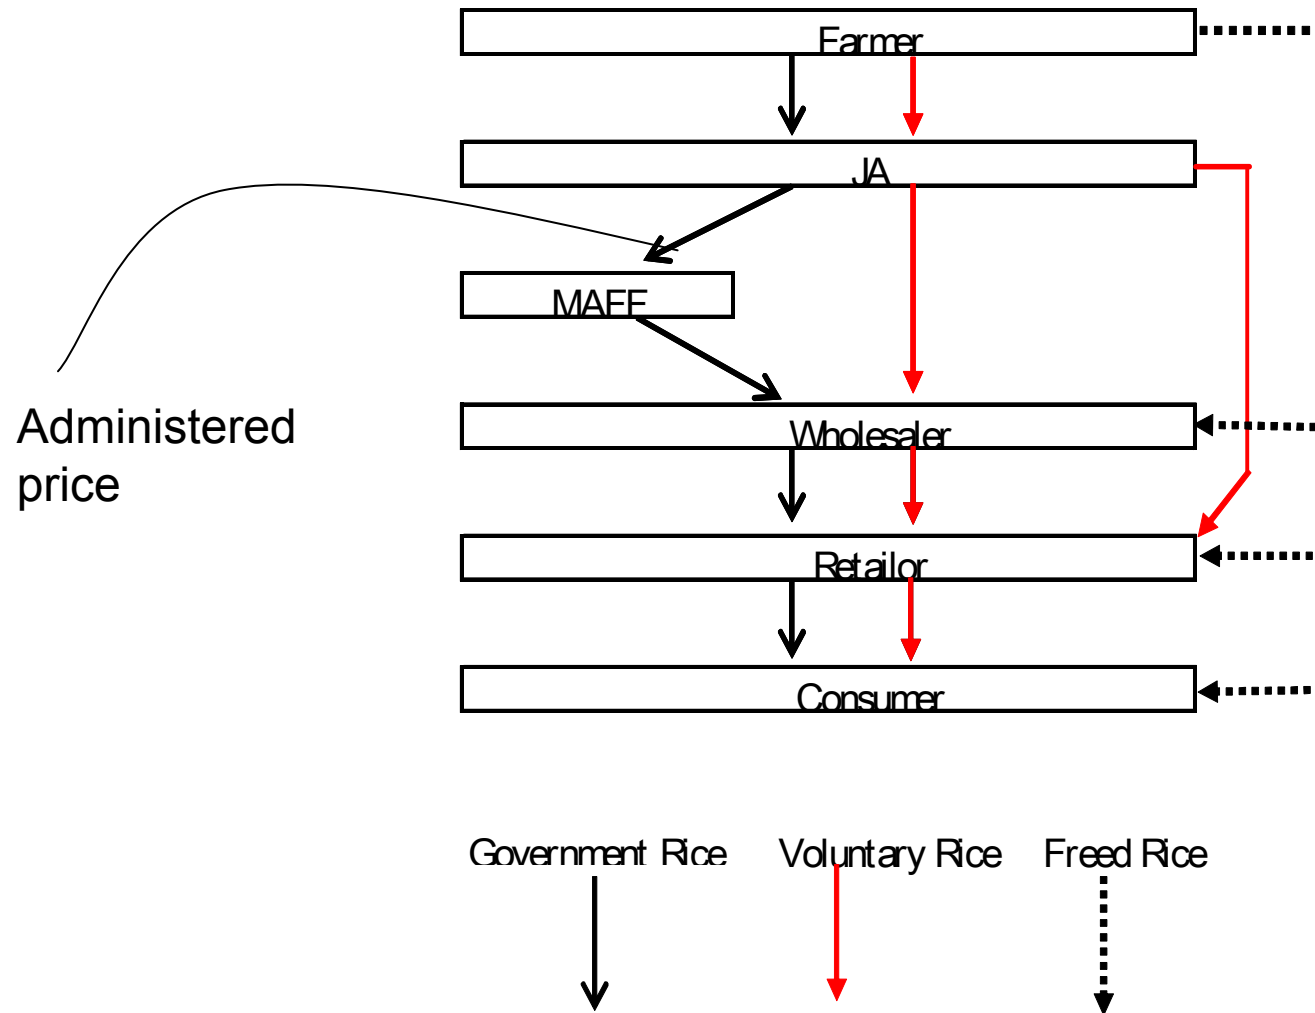 Farmer
JA
MAFF
Administered
price
Wholesaler
Retailor
Consumer
Government Rice
Voluntary Rice
Freed Rice